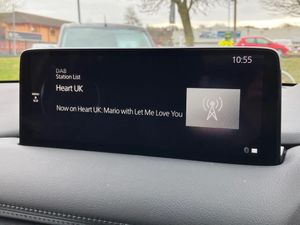 DAB
10:55
Station List
Heart UK
Now on Heart UK: Mario with Let Me Love You